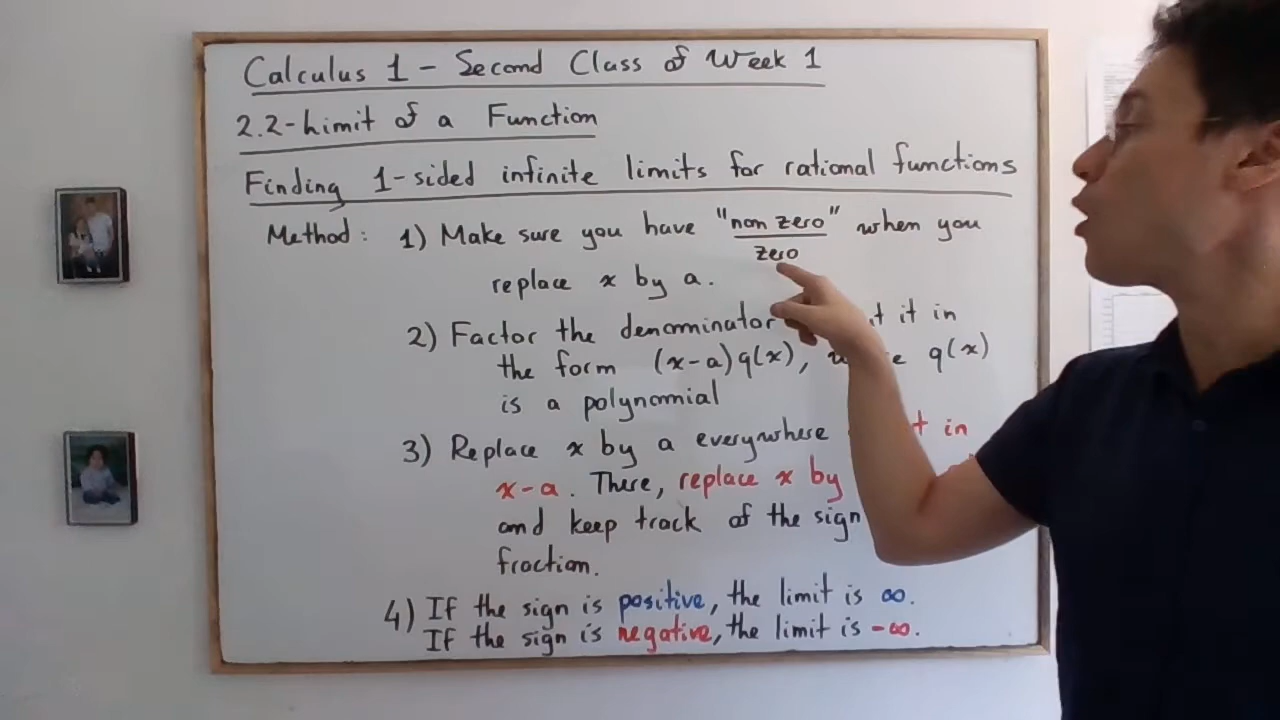 Calculus 1 - Second Class of Week 1
2.2-Limit of a Function
Finding 1-sided infinite limits for rational functions
Method: 1) Make sure you have "non zero / zero" when you
replace x by a.
2) Factor the denominator it in
the form (x-a)q(x), q(x)
is a polynomial
3) Replace x by a everywhere in
x-a. There, replace x by
and keep track of the sign
fraction.
4) If the sign is positive, the limit is ∞.
If the sign is negative, the limit is -∞.